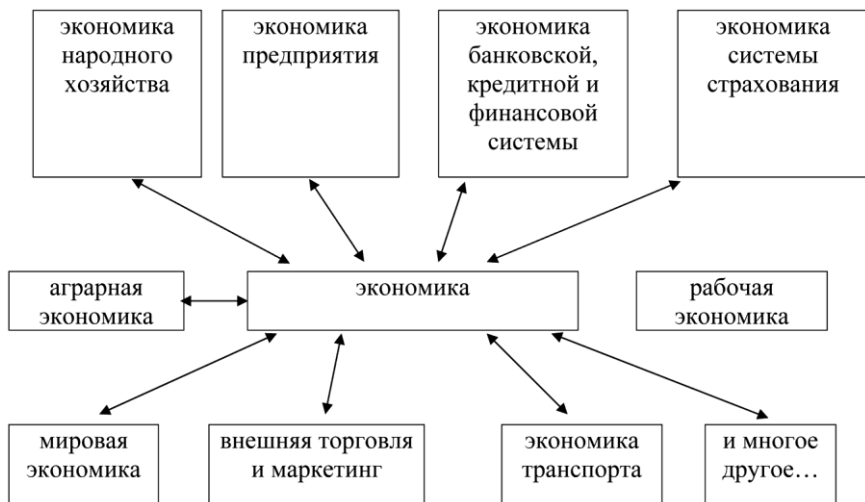 экономика
народного
хозяйства
экономика
предприятия
экономика
банковской,
кредитной и
финансовой
системы
экономика
системы
страхования
аграрная
экономика
экономика
рабочая
экономика
мировая
экономика
внешняя торговля
и маркетинг
экономика
транспорта
и многое
другое…